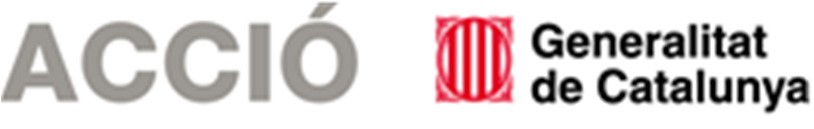 ACCIÓ
Generalitat
de Catalunya